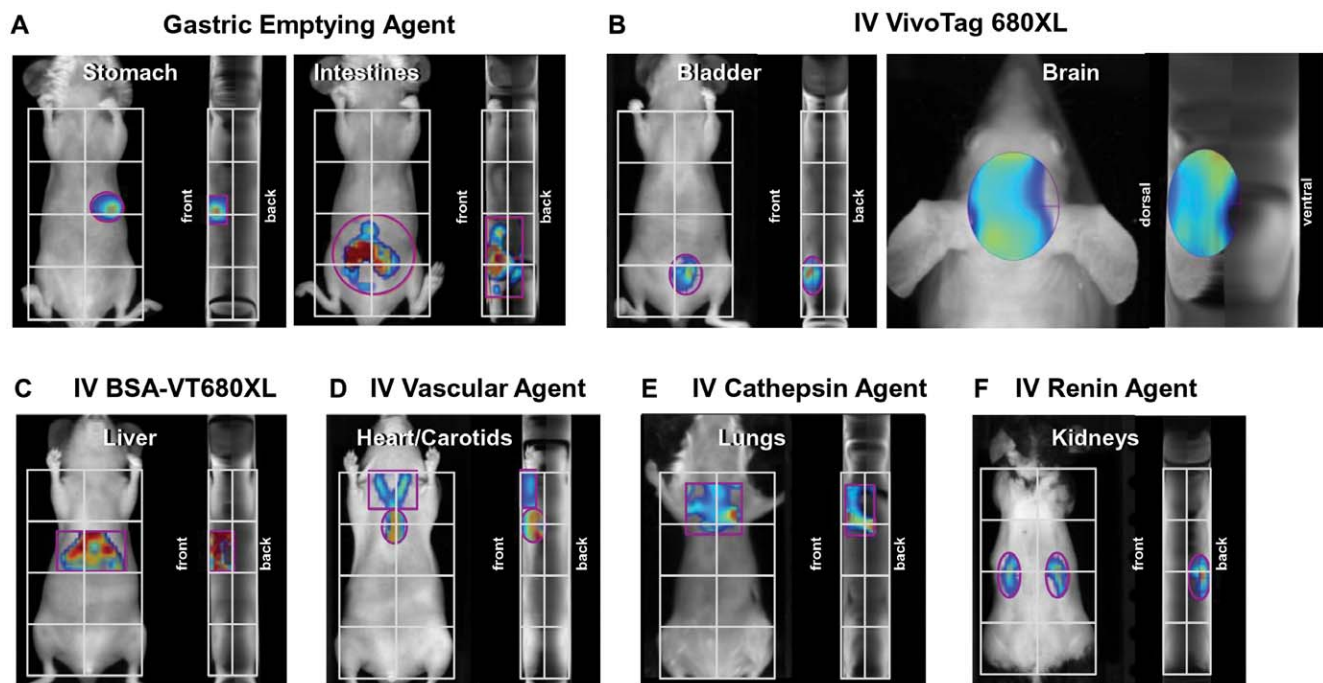 A
Gastric Emptying Agent
B
IV VivoTag 680XL
Stomach
front
back
Intestines
front
back
Bladder
front
back
Brain
dorsal
ventral
C
IV BSA-VT680XL
D
IV Vascular Agent
E
IV Cathepsin Agent
F
IV Renin Agent
Liver
front
back
Heart/Carotids
front
back
Lungs
front
back
Kidneys
front
back